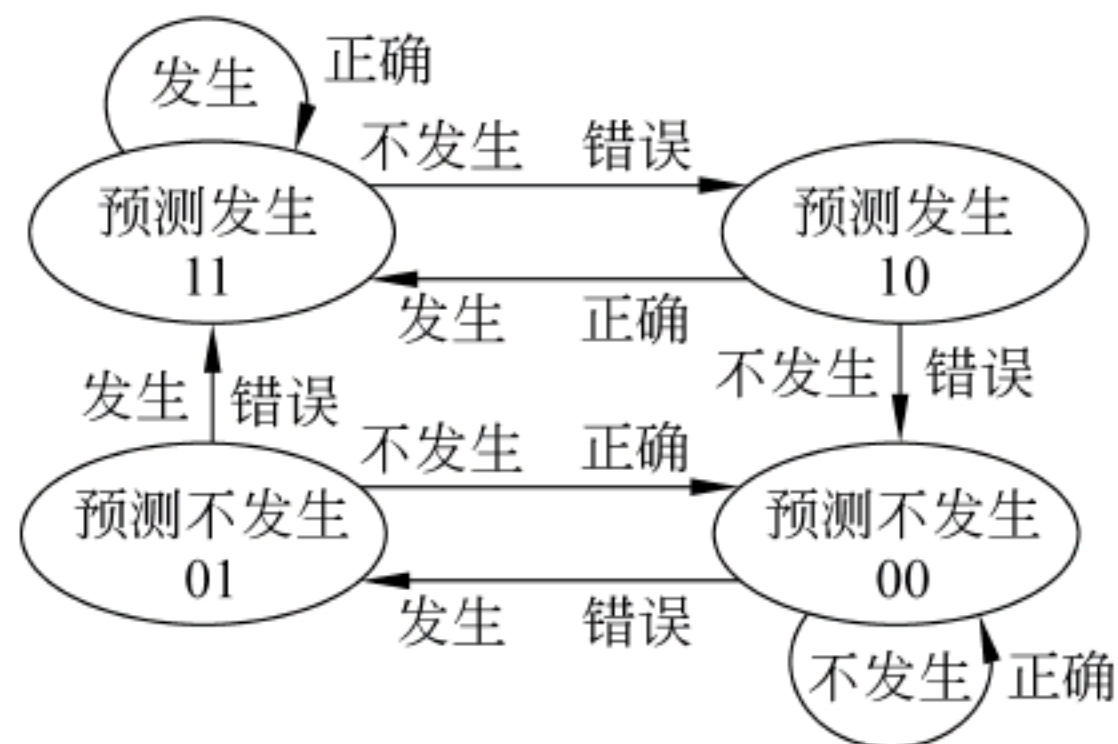 发生 正确
不发生 错误
预测发生
11
预测发生
10
发生 正确
不发生 错误
发生 错误
不发生 正确
预测不发生
01
预测不发生
00
发生 错误
不发生 正确